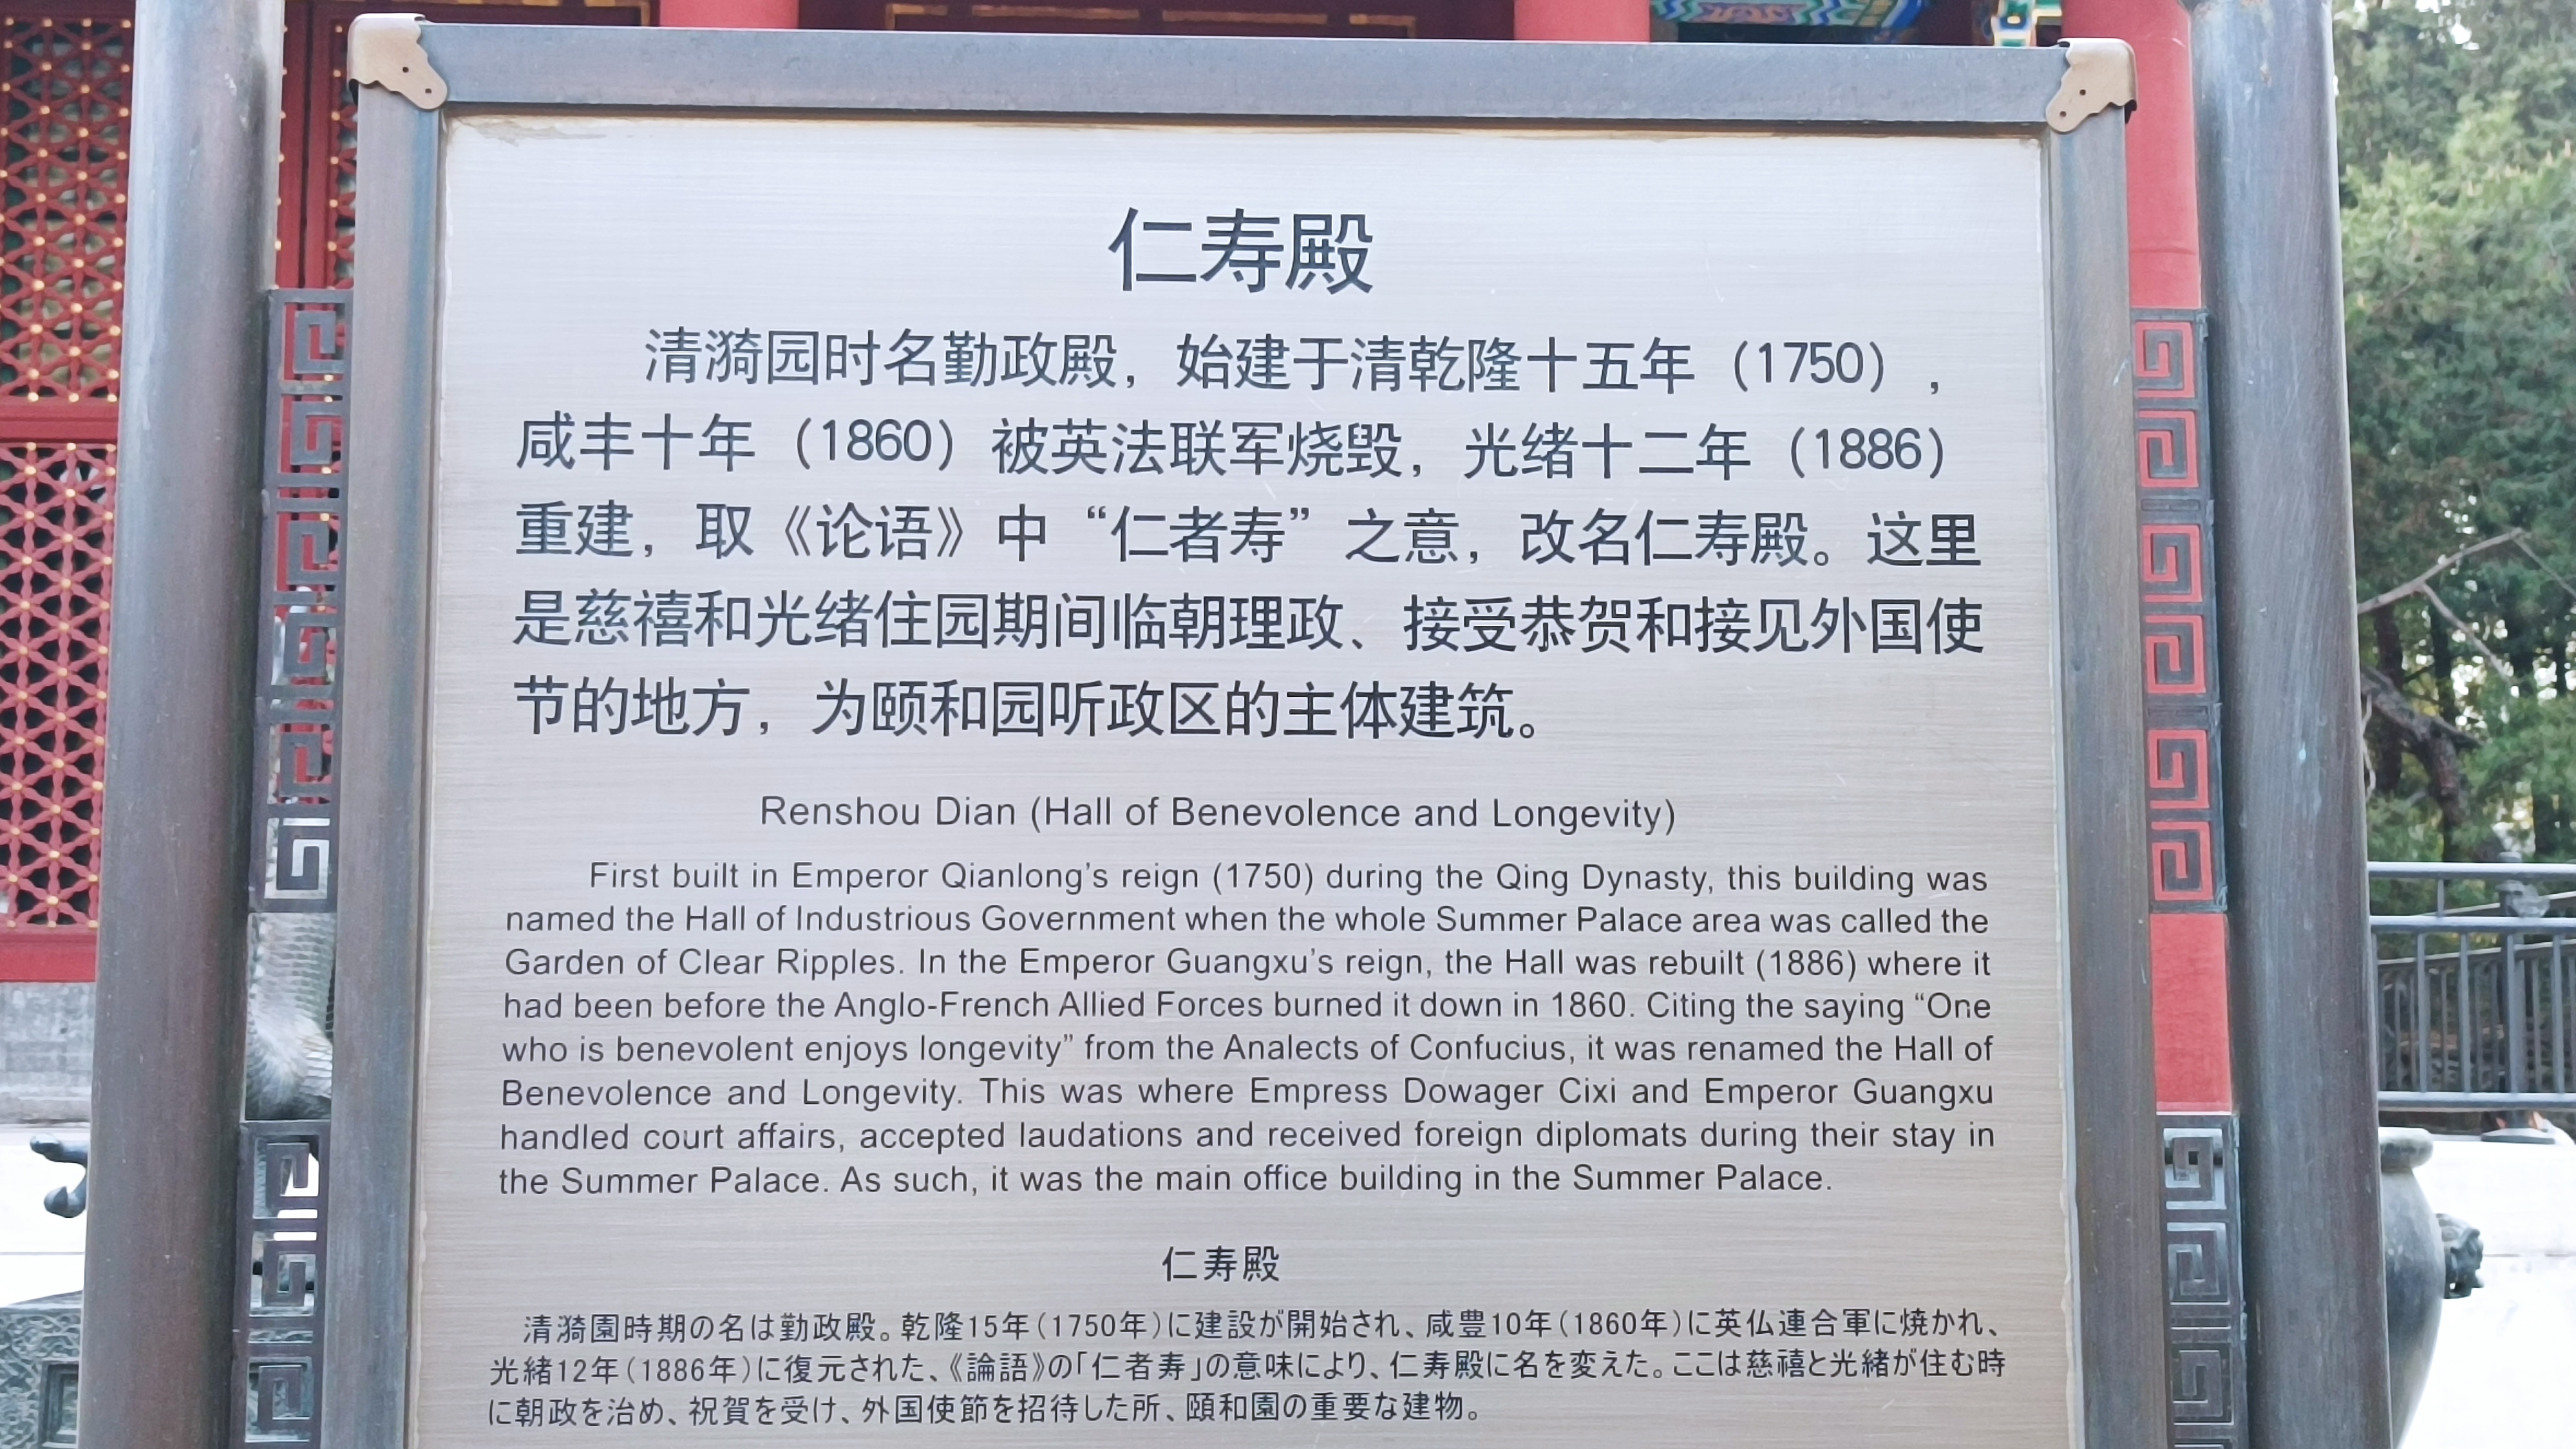 仁寿殿
清漪园时名勤政殿，始建于清乾隆十五年（1750），
咸丰十年（1860）被英法联军烧毁，光绪十二年（1886）
重建，取《论语》中“仁者寿”之意，改名仁寿殿。这里
是慈禧和光绪住园期间临朝理政、接受恭贺和接见外国使
节的地方，为颐和园听政区的主体建筑。
Renshou Dian (Hall of Benevolence and Longevity)
First built in Emperor Qianlong’s reign (1750) during the Qing Dynasty, this building was
named the Hall of Industrious Government when the whole Summer Palace area was called the
Garden of Clear Ripples. In the Emperor Guangxu’s reign, the Hall was rebuilt (1886) where it
had been before the Anglo-French Allied Forces burned it down in 1860. Citing the saying “One
who is benevolent enjoys longevity” from the Analects of Confucius, it was renamed the Hall of
Benevolence and Longevity. This was where Empress Dowager Cixi and Emperor Guangxu
handled court affairs, accepted laudations and received foreign diplomats during their stay in
the Summer Palace. As such, it was the main office building in the Summer Palace.
仁寿殿
清漪園時期の名は勤政殿。乾隆15年（1750年）に建設が開始され、咸豊10年（1860年）に英仏連合軍に焼かれ、
光緒12年（1886年）に復元された、《論語》の「仁者寿」の意味により、仁寿殿に名を変えた。ここは慈禧と光緒が住む時
に朝政を治め、祝賀を受け、外国使節を招待した所、頤和園の重要な建物。